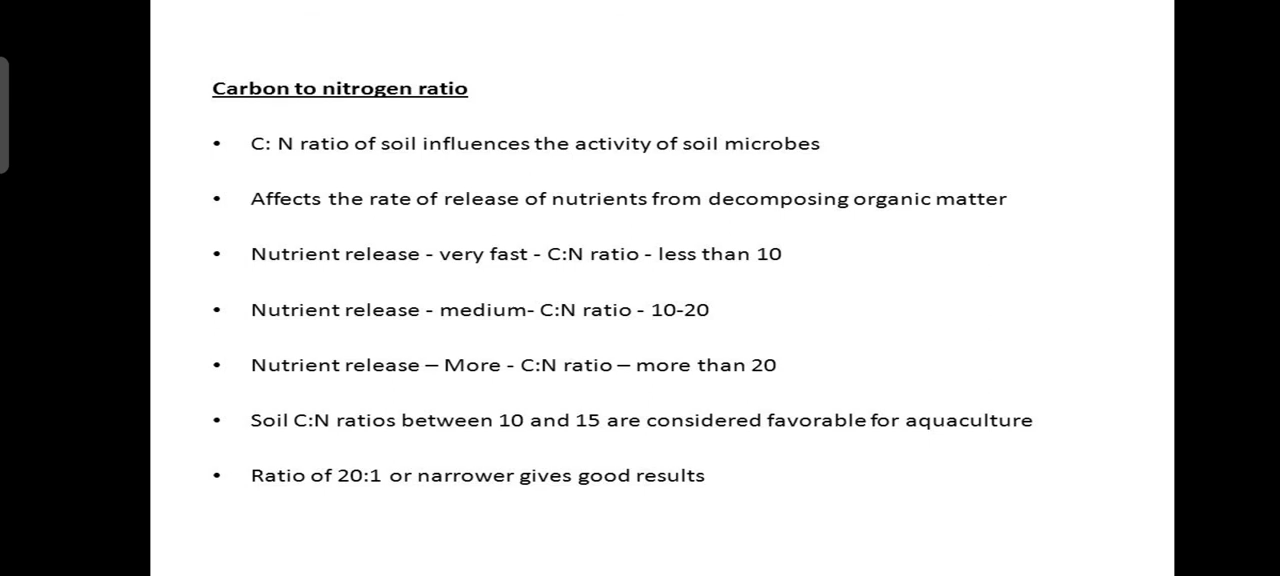 Carbon to nitrogen ratio
• C: N ratio of soil influences the activity of soil microbes
• Affects the rate of release of nutrients from decomposing organic matter
• Nutrient release - very fast - C:N ratio - less than 10
• Nutrient release - medium- C:N ratio - 10-20
• Nutrient release – More - C:N ratio – more than 20
• Soil C:N ratios between 10 and 15 are considered favorable for aquaculture
• Ratio of 20:1 or narrower gives good results